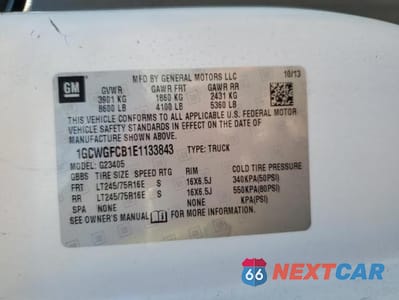 GM
MFD BY GENERAL MOTORS LLC 10/13
GVWR GAWR FRT GAWR RR
3901 KG 1860 KG 2431 KG
8600 LB 4100 LB 5360 LB
THIS VEHICLE CONFORMS TO ALL APPLICABLE U.S. FEDERAL MOTOR
VEHICLE SAFETY STANDARDS IN EFFECT ON THE DATE OF
MANUFACTURE SHOWN ABOVE.
1GCWGFCB1E1133843 TYPE: TRUCK
MODEL: G23405
GBBS TIRE SIZE SPEED RTG RIM COLD TIRE PRESSURE
FRT LT245/75R16E S 16X6.5J 340KPA(50PSI)
RR LT245/75R16E S 16X6.5J 550KPA(80PSI)
SPA NONE NONE KPA(PSI)
SEE OWNER'S MANUAL FOR ADDITIONAL INFORMATION.
66 NEXTCAR